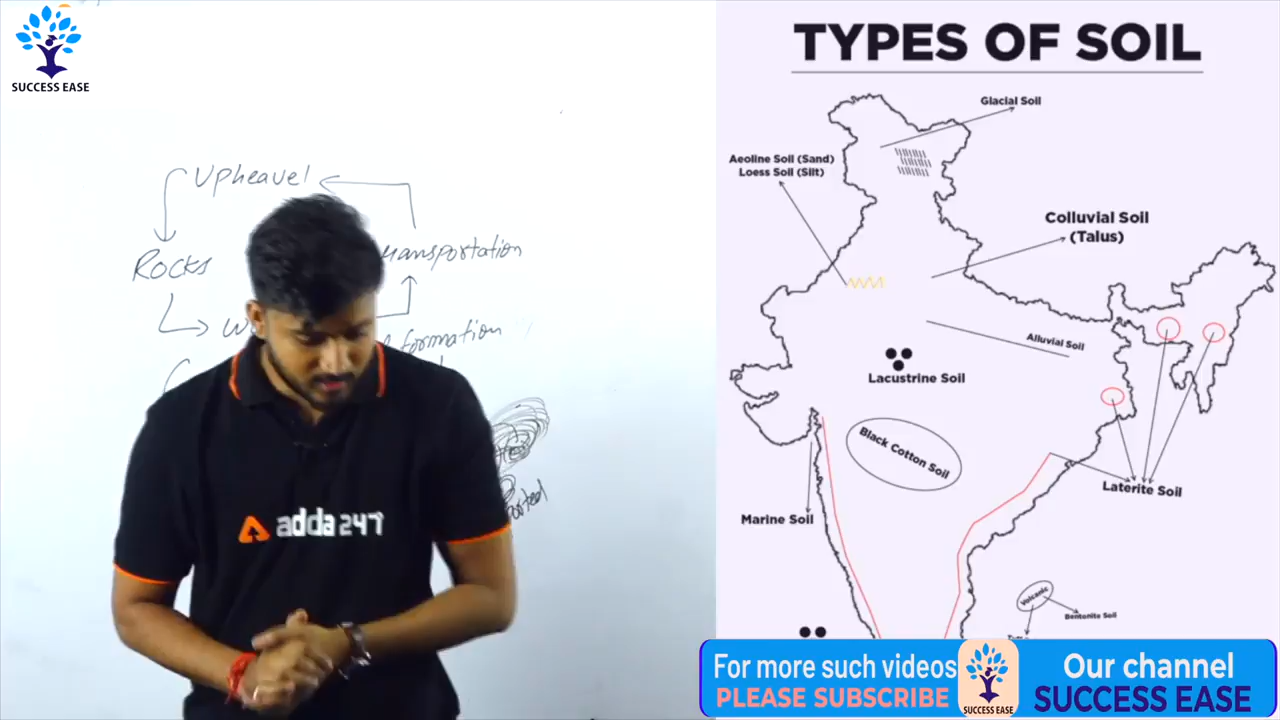 SUCCESS EASE
Upheavel
Rocks
formation
adda 247
TYPES OF SOIL
Glacial Soil
Aeoline Soil (Sand)
Loess Soil (Silt)
Colluvial Soil
(Talus)
Alluvial Soil
Lacustrine Soil
Black Cotton Soil
Laterite Soil
Marine Soil
Volcanic
Bentonite Soil
For more such videos
PLEASE SUBSCRIBE
SUCCESS EASE
Our channel
SUCCESS EASE